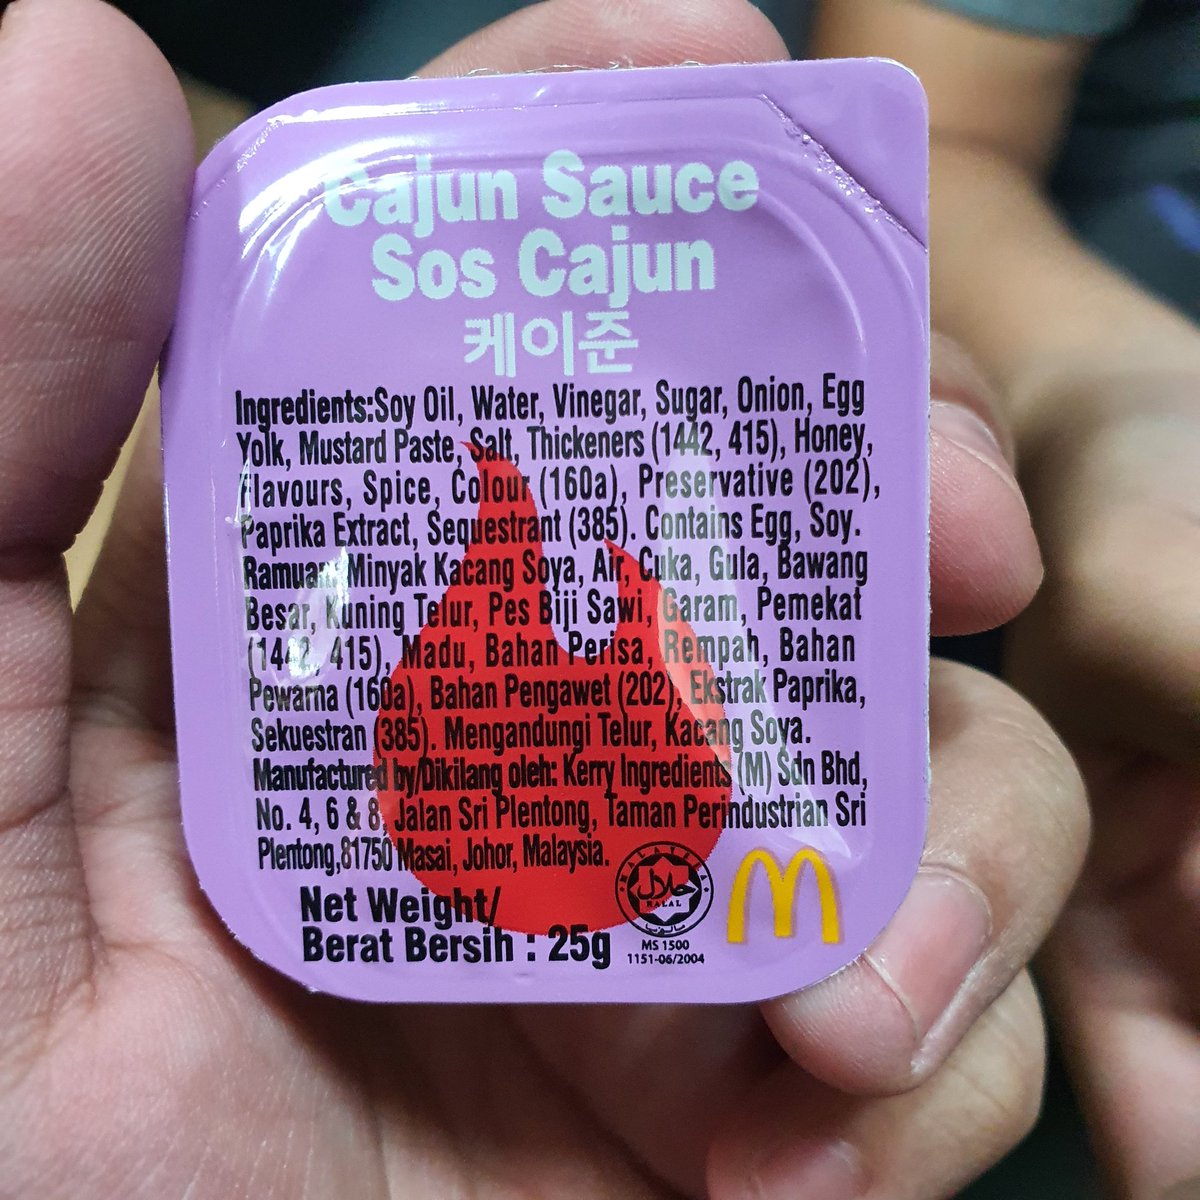 Cajun Sauce
Sos Cajun
케이준
Ingredients:Soy Oil, Water, Vinegar, Sugar, Onion, Egg
Yolk, Mustard Paste, Salt, Thickeners (1442, 415), Honey,
Flavours, Spice, Colour (160a), Preservative (202),
Paprika Extract, Sequestrant (385). Contains Egg, Soy.
Ramuan: Minyak Kacang Soya, Air, Cuka, Gula, Bawang
Besar, Kuning Telur, Pes Biji Sawi, Garam, Pemekat
(1442, 415), Madu, Bahan Perisa, Rempah, Bahan
Pewarna (160a), Bahan Pengawet (202), Ekstrak Paprika,
Sekuestran (385). Mengandungi Telur, Kacang Soya.
Manufactured by/Dikilang oleh: Kerry Ingredients (M) Sdn Bhd,
No. 4, 6 & 8, Jalan Sri Plentong, Taman Perindustrian Sri
Plentong,81750 Masai, Johor, Malaysia.
Net Weight/
Berat Bersih : 25g
MALAYSIA
حلال
HALAL
مليسيا
MS 1500
1151-06/2004
M